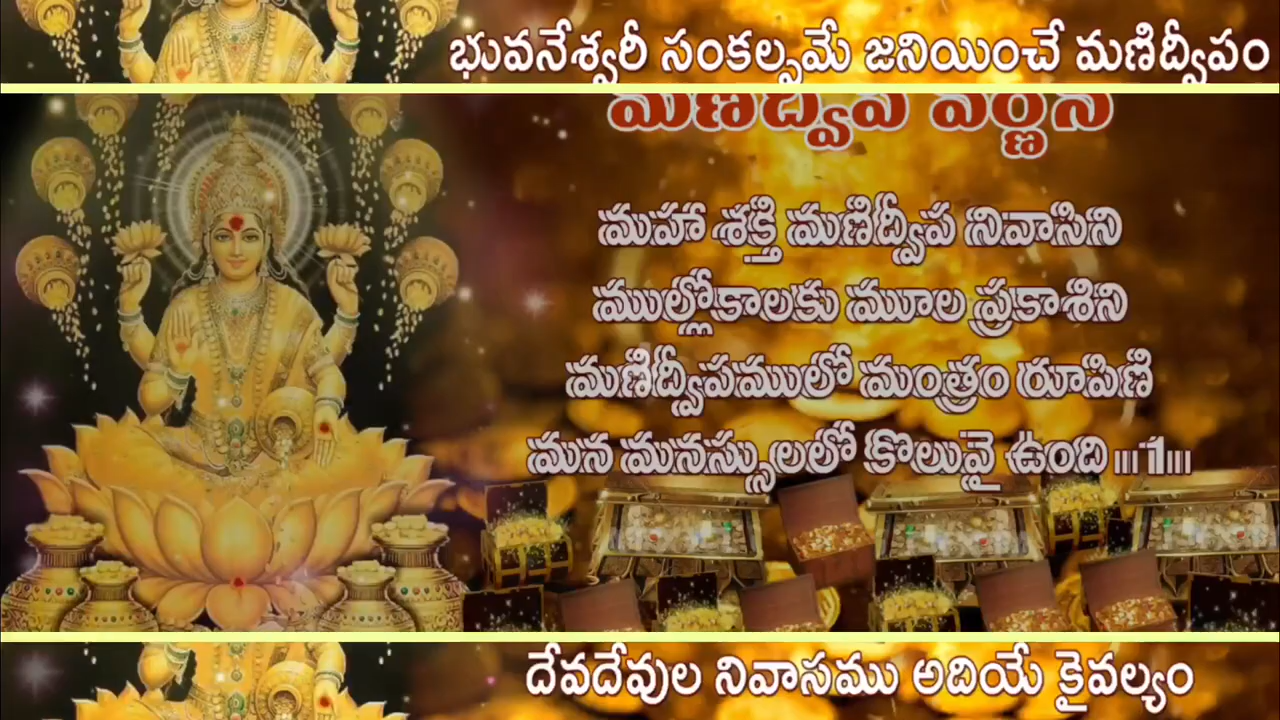 భువనేశ్వరీ సంకల్పమే జనియించే మణిద్వీపం
మణిద్వీప వర్ణన
మహా శక్తి మణిద్వీప నివాసిని
ముల్లోకాలకు మూల ప్రకాశిని
మణిద్వీపములో మంత్రం రూపిణి
మన మనస్సులలో కొలువై ఉంది ॥ 1॥
దేవదేవుల నివాసము అదియే కైవల్యం